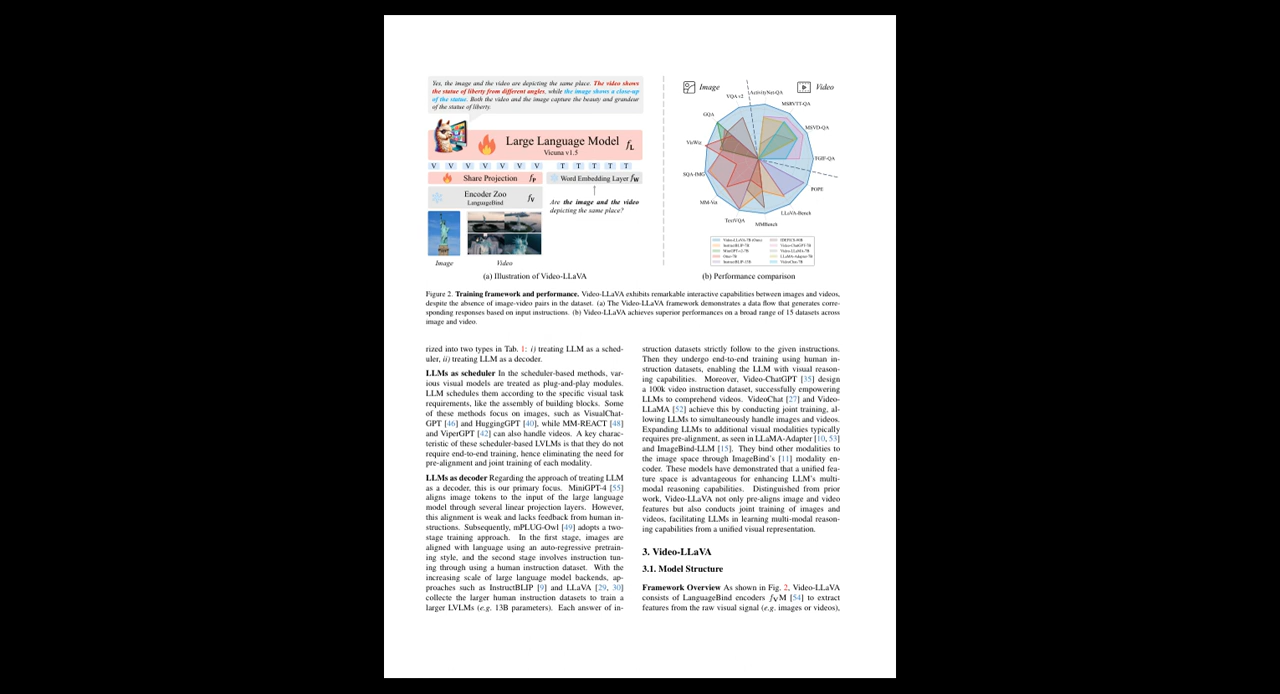 Yes, the image and the video are depicting the same place. The video shows
the statue of liberty from different angles, while the image shows a close-up
of the statue. Both the video and the image capture the beauty and grandeur
of the statue of liberty.
Large Language Model fL
Vicuna v1.5
V V V V V V T T T T T
Share Projection fP
Word Embedding Layer fW
Encoder Zoo fV
LanguageBind
Are the image and the video
depicting the same place?
Image Video
(a) Illustration of Video-LLaVA
Image Video
VQAv2
ActivityNet-QA
MSRVTT-QA
GQA
MSVD-QA
VisWiz
TGIF-QA
SQA-IMG
POPE
MM-Vet
LLaVA-Bench
TextVQA
MMBench
(b) Performance comparison
Figure 2. Training framework and performance. Video-LLaVA exhibits remarkable interactive capabilities between images and videos,
despite the absence of image-video pairs in the dataset. (a) The Video-LLaVA framework demonstrates a data flow that generates corre-
sponding responses based on input instructions. (b) Video-LLaVA achieves superior performances on a broad range of 15 datasets across
image and video.
rized into two types in Tab. 1: i) treating LLM as a sched-
uler, ii) treating LLM as a decoder.
LLMs as scheduler In the scheduler-based methods, var-
ious visual models are treated as plug-and-play modules.
LLM schedules them according to the specific visual task
requirements, like the assembly of building blocks. Some
of these methods focus on images, such as VisualChat-
GPT [46] and HuggingGPT [40], while MM-REACT [48]
and ViperGPT [42] can also handle videos. A key charac-
teristic of these scheduler-based LVLMs is that they do not
require end-to-end training, hence eliminating the need for
pre-alignment and joint training of each modality.
LLMs as decoder Regarding the approach of treating LLM
as a decoder, this is our primary focus. MiniGPT-4 [55]
aligns image tokens to the input of the large language
model through several linear projection layers. However,
this alignment is weak and lacks feedback from human in-
structions. Subsequently, mPLUG-Owl [49] adopts a two-
stage training approach. In the first stage, images are
aligned with language using an auto-regressive pretrain-
ing style, and the second stage involves instruction tun-
ing through using a human instruction dataset. With the
increasing scale of large language model backends, ap-
proaches such as InstructBLIP [9] and LLaVA [29, 30]
collecte the larger human instruction datasets to train a
larger LVLMs (e.g. 13B parameters). Each answer of in-
struction datasets strictly follow to the given instructions.
Then they undergo end-to-end training using human in-
struction datasets, enabling the LLM with visual reason-
ing capabilities. Moreover, Video-ChatGPT [35] design
a 100k video instruction dataset, successfully empowering
LLMs to comprehend videos. VideoChat [27] and Video-
LLaMA [52] achieve this by conducting joint training, al-
lowing LLMs to simultaneously handle images and videos.
Expanding LLMs to additional visual modalities typically
requires pre-alignment, as seen in LLaMA-Adapter [10, 53]
and ImageBind-LLM [15]. They bind other modalities to
the image space through ImageBind's [11] modality en-
coder. These models have demonstrated that a unified fea-
ture space is advantageous for enhancing LLM's multi-
modal reasoning capabilities. Distinguished from prior
work, Video-LLaVA not only pre-aligns image and video
features but also conducts joint training of images and
videos, facilitating LLMs in learning multi-modal reason-
ing capabilities from a unified visual representation.
3. Video-LLaVA
3.1. Model Structure
Framework Overview As shown in Fig. 2, Video-LLaVA
consists of LanguageBind encoders fVM [54] to extract
features from the raw visual signal (e.g. images or videos),